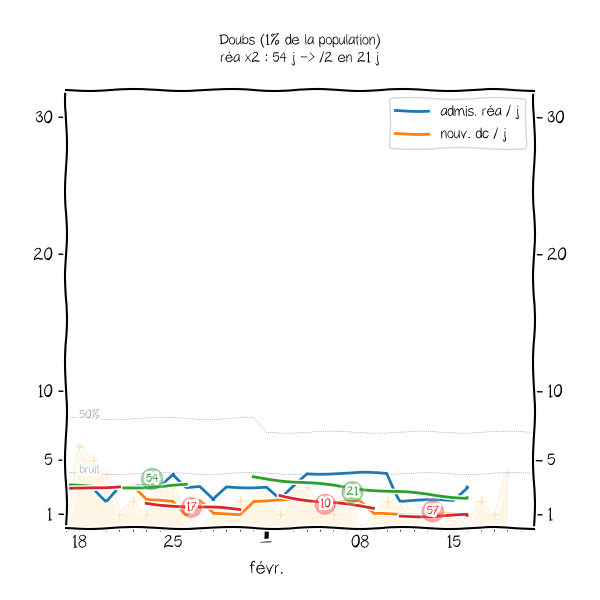 Doubs (1% de la population)
réa x2 : 54 j -> /2 en 21 j
admis. réa / j
nouv. dc / j
30 30
20 20
10 10
50%
bruit
5 5
54
21
17
10
57
1 1
18 25 1 08 15
févr.